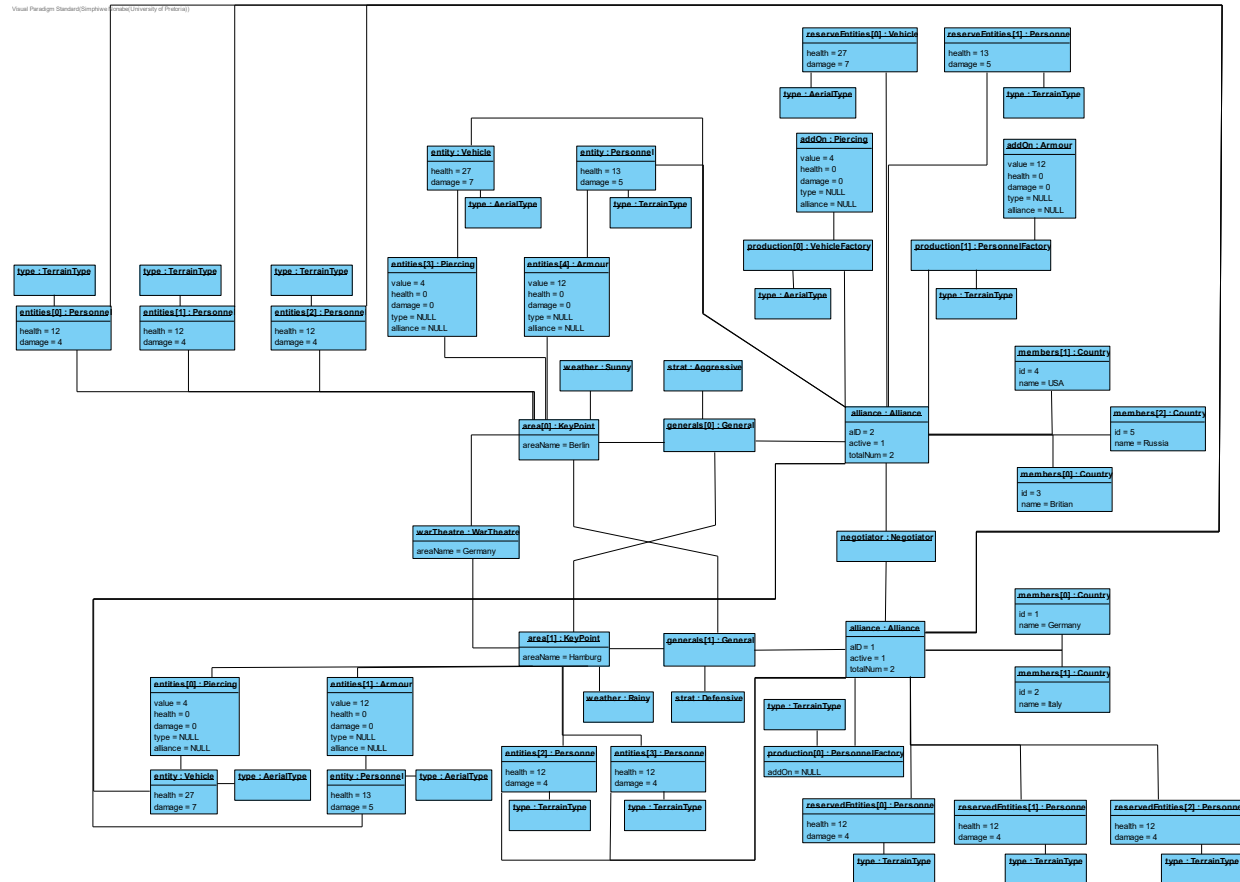 Visual Paradigm Standard(Simphiwe Nonabe(University of Pretoria))
reserveEntities[0] : Vehicle
health = 27
damage = 7
reserveEntities[1] : Personne
health = 13
damage = 5
type : AerialType
type : TerrainType
addOn : Piercing
value = 4
health = 0
damage = 0
type = NULL
alliance = NULL
addOn : Armour
value = 12
health = 0
damage = 0
type = NULL
alliance = NULL
entity : Vehicle
health = 27
damage = 7
entity : Personnel
health = 13
damage = 5
type : AerialType
type : TerrainType
production[0] : VehicleFactory
production[1] : PersonnelFactory
type : AerialType
type : TerrainType
type : TerrainType
type : TerrainType
type : TerrainType
entities[3] : Piercing
value = 4
health = 0
damage = 0
type = NULL
alliance = NULL
entities[4] : Armour
value = 12
health = 0
damage = 0
type = NULL
alliance = NULL
entities[0] : Personne
health = 12
damage = 4
entities[1] : Personne
health = 12
damage = 4
entities[2] : Personne
health = 12
damage = 4
weather : Sunny
strat : Aggressive
members[1] : Country
id = 4
name = USA
area[0] : KeyPoint
areaName = Berlin
generals[0] : General
alliance : Alliance
aID = 2
active = 1
totalNum = 2
members[2] : Country
id = 5
name = Russia
members[0] : Country
id = 3
name = Britian
warTheatre : WarTheatre
areaName = Germany
negotiator : Negotiator
members[0] : Country
id = 1
name = Germany
area[1] : KeyPoint
areaName = Hamburg
generals[1] : General
alliance : Alliance
aID = 1
active = 1
totalNum = 2
members[1] : Country
id = 2
name = Italy
entities[0] : Piercing
value = 4
health = 0
damage = 0
type = NULL
alliance = NULL
entities[1] : Armour
value = 12
health = 0
damage = 0
type = NULL
alliance = NULL
weather : Rainy
strat : Defensive
type : TerrainType
entities[2] : Personne
health = 12
damage = 4
entities[3] : Personne
health = 12
damage = 4
production[0] : PersonnelFactory
addOn = NULL
entity : Vehicle
health = 27
damage = 7
type : AerialType
entity : Personnel
health = 13
damage = 5
type : AerialType
type : TerrainType
type : TerrainType
reservedEntities[0] : Personne
health = 12
damage = 4
reservedEntities[1] : Personne
health = 12
damage = 4
reservedEntities[2] : Personne
health = 12
damage = 4
type : TerrainType
type : TerrainType
type : TerrainType